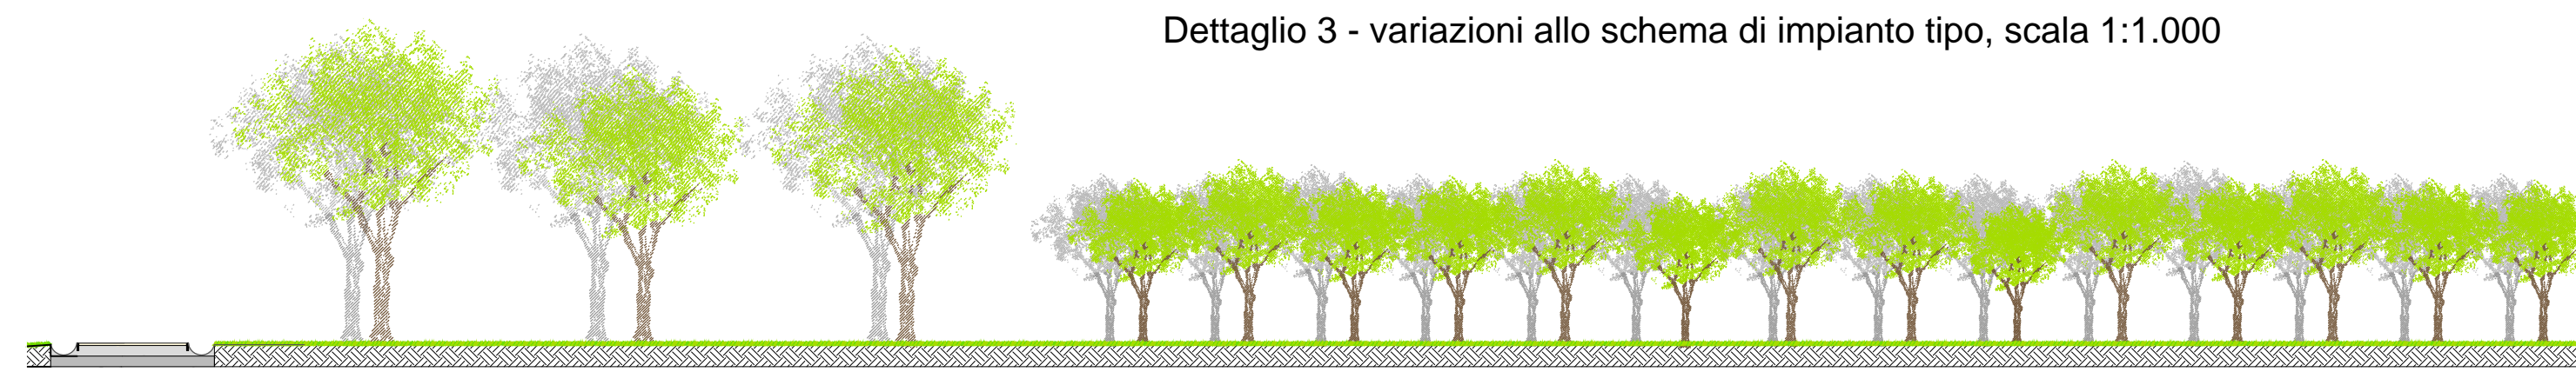 Dettaglio 3 - variazioni allo schema di impianto tipo, scala 1:1.000